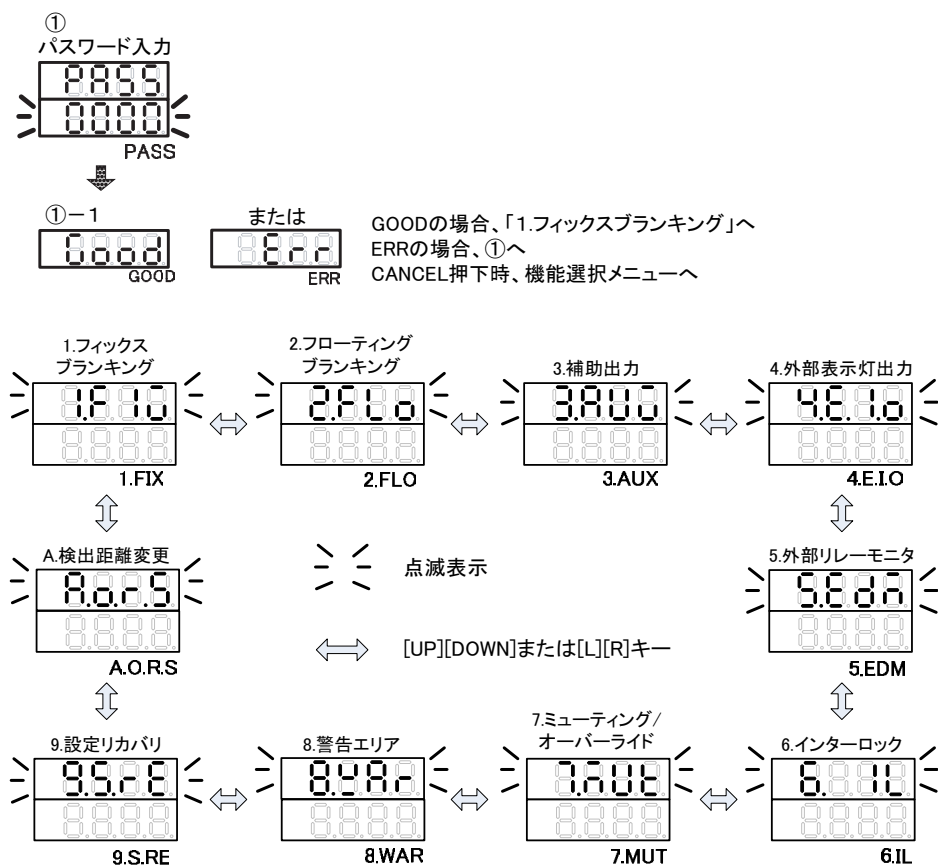 ①
パスワード入力
PASS
0000
PASS
①－1
または
Good
GOOD
Err
ERR
GOODの場合、「1.フィックスブランキング」へ
ERRの場合、①へ
CANCEL押下時、機能選択メニューへ
1.フィックス
ブランキング
1.FIX
2.フローティング
ブランキング
2.FLo
2.FLO
3.補助出力
3.AUX
4.外部表示灯出力
4.E.I.o
4.E.I.O
A.検出距離変更
A.o.r.S
A.O.R.S
点滅表示
[UP][DOWN]または[L][R]キー
5.外部リレーモニタ
5.Edm
5.EDM
9.設定リカバリ
9.S.rE
9.S.RE
8.警告エリア
8.WAR
7.ミューティング/
オーバーライド
7.MUT
6.インターロック
6. IL
6.IL